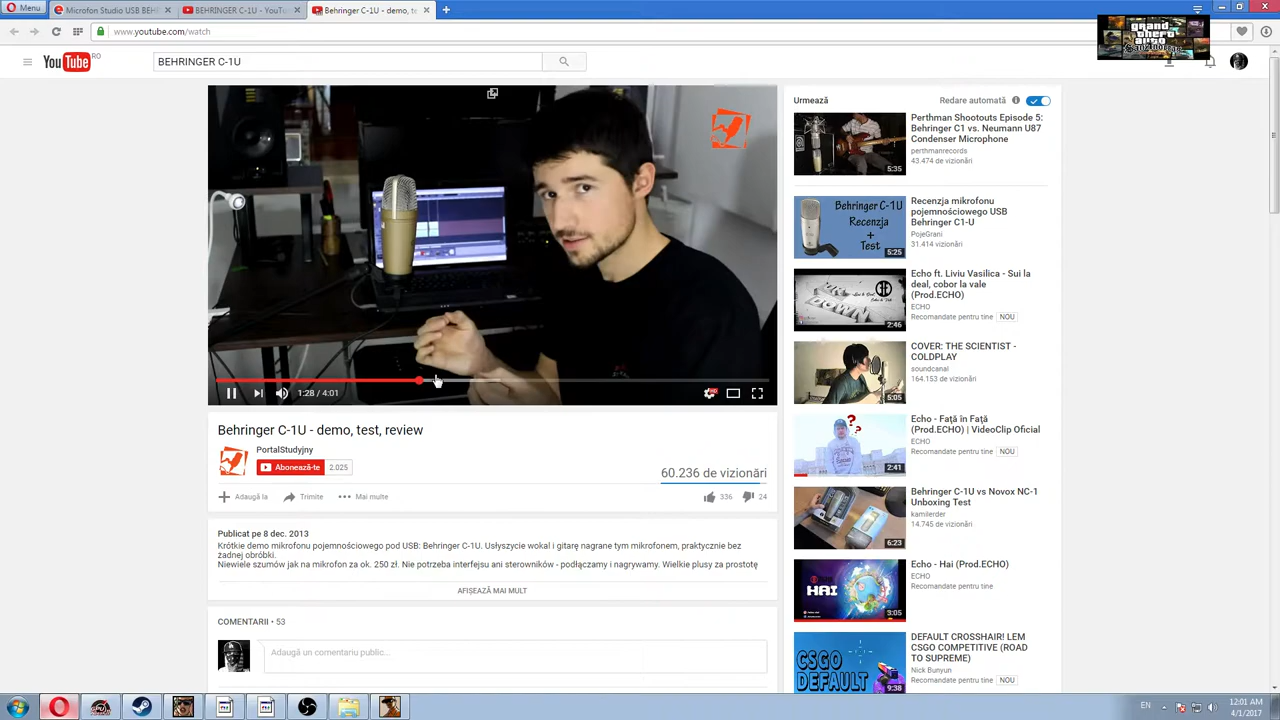 Menu
Microfon Studio USB BEH
BEHRINGER C-1U - YouT
Behringer C-1U - demo, te
www.youtube.com/watch
YouTube RO
BEHRINGER C-1U
grand
theft
auto
San Andreas
Urmează
Redare automată
Perthman Shootouts Episode 5:
Behringer C1 vs. Neumann U87
Condenser Microphone
perthmanrecords
43.474 de vizionări
5:35
Behringer C-1U
Recenzja
+
Test
5:25
Recenzja mikrofonu
pojemnościowego USB
Behringer C1-U
PojeGrani
31.414 vizionări
2:46
Echo ft. Liviu Vasilica - Sui la
deal, cobor la vale
(Prod.ECHO)
ECHO
Recomandate pentru tine NOU
5:05
COVER: THE SCIENTIST -
COLDPLAY
soundcanal
164.153 de vizionări
2:41
Echo - Față în Față
(Prod.ECHO) | VideoClip Oficial
ECHO
Recomandate pentru tine NOU
6:23
Behringer C-1U vs Novox NC-1
Unboxing Test
kamilerder
14.745 de vizionări
HAI
3:05
Echo - Hai (Prod.ECHO)
ECHO
Recomandate pentru tine
CSGO
DEFAULT
9:38
DEFAULT CROSSHAIR! LEM
CSGO COMPETITIVE (ROAD
TO SUPREME)
Nick Bunyun
Recomandate pentru tine NOU
1:28 / 4:01
HD
Behringer C-1U - demo, test, review
PortalStudyjny
Abonează-te 2.025
60.236 de vizionări
Adaugă la Trimite Mai multe
336 24
Publicat pe 8 dec. 2013
Krótkie demo mikrofonu pojemnościowego pod USB: Behringer C-1U. Usłyszycie wokal i gitarę nagrane tym mikrofonem, praktycznie bez
żadnej obróbki.
Niewiele szumów jak na mikrofon za ok. 250 zł. Nie potrzeba interfejsu ani sterowników - podłączamy i nagrywamy. Wielkie plusy za prostotę
AFIȘEAZĂ MAI MULT
COMENTARII • 53
Adaugă un comentariu public...
EN
12:01 AM
4/1/2017